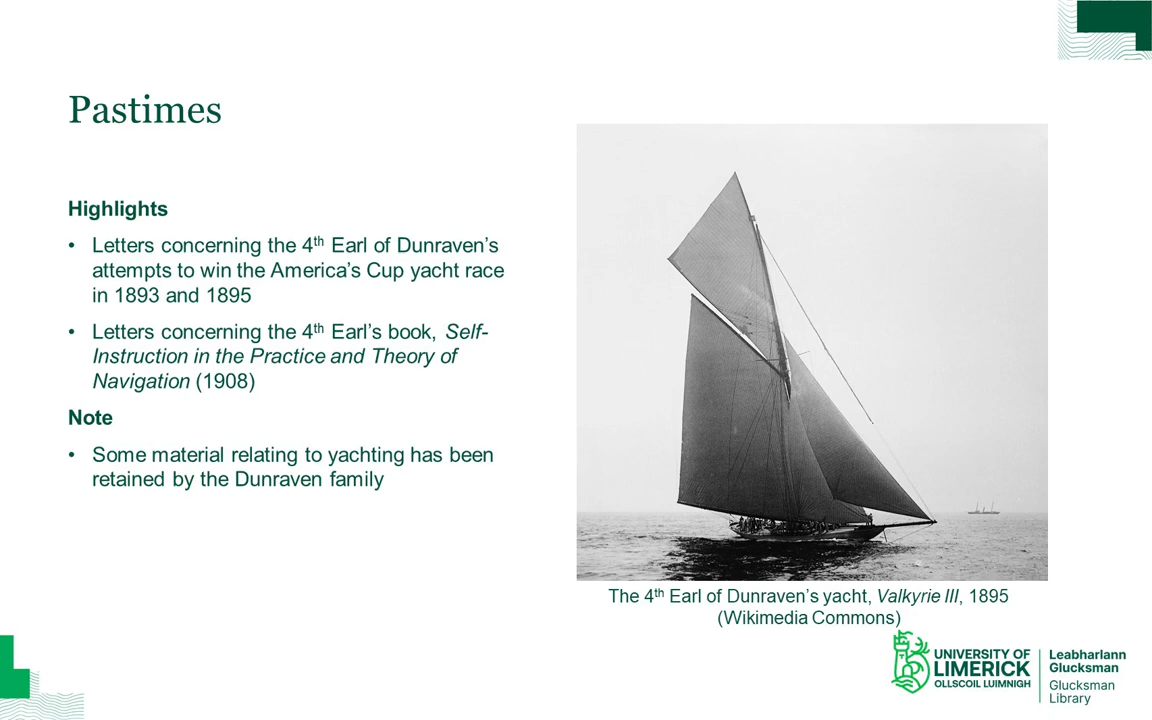 Pastimes
Highlights
• Letters concerning the 4th Earl of Dunraven’s
attempts to win the America’s Cup yacht race
in 1893 and 1895
• Letters concerning the 4th Earl’s book, Self-
Instruction in the Practice and Theory of
Navigation (1908)
Note
• Some material relating to yachting has been
retained by the Dunraven family
The 4th Earl of Dunraven’s yacht, Valkyrie III, 1895
(Wikimedia Commons)
UNIVERSITY OF
LIMERICK
OLLSCOIL LUIMNIGH
Leabharlann
Glucksman
Glucksman
Library